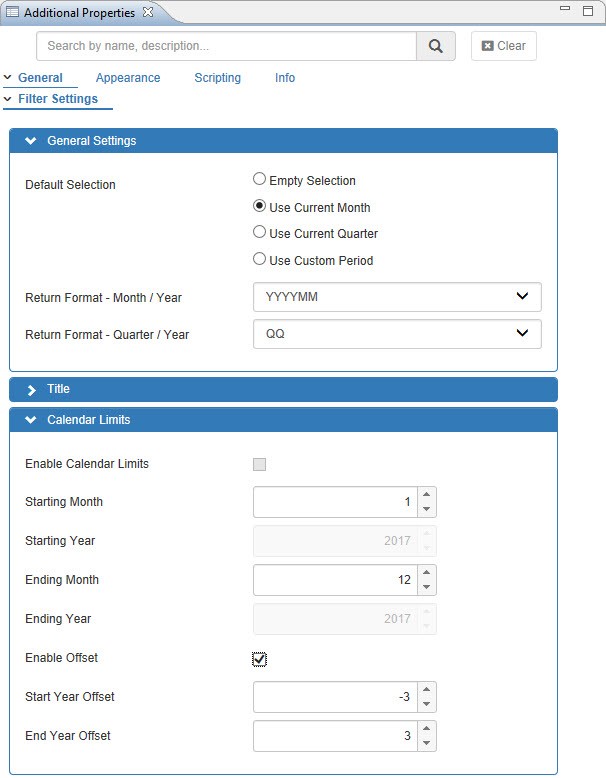 Additional Properties
Search by name, description...
Clear
General Appearance Scripting Info
Filter Settings
General Settings
Default Selection
Empty Selection
Use Current Month
Use Current Quarter
Use Custom Period
Return Format - Month / Year YYYYMM
Return Format - Quarter / Year QQ
Title
Calendar Limits
Enable Calendar Limits
Starting Month 1
Starting Year 2017
Ending Month 12
Ending Year 2017
Enable Offset
Start Year Offset -3
End Year Offset 3